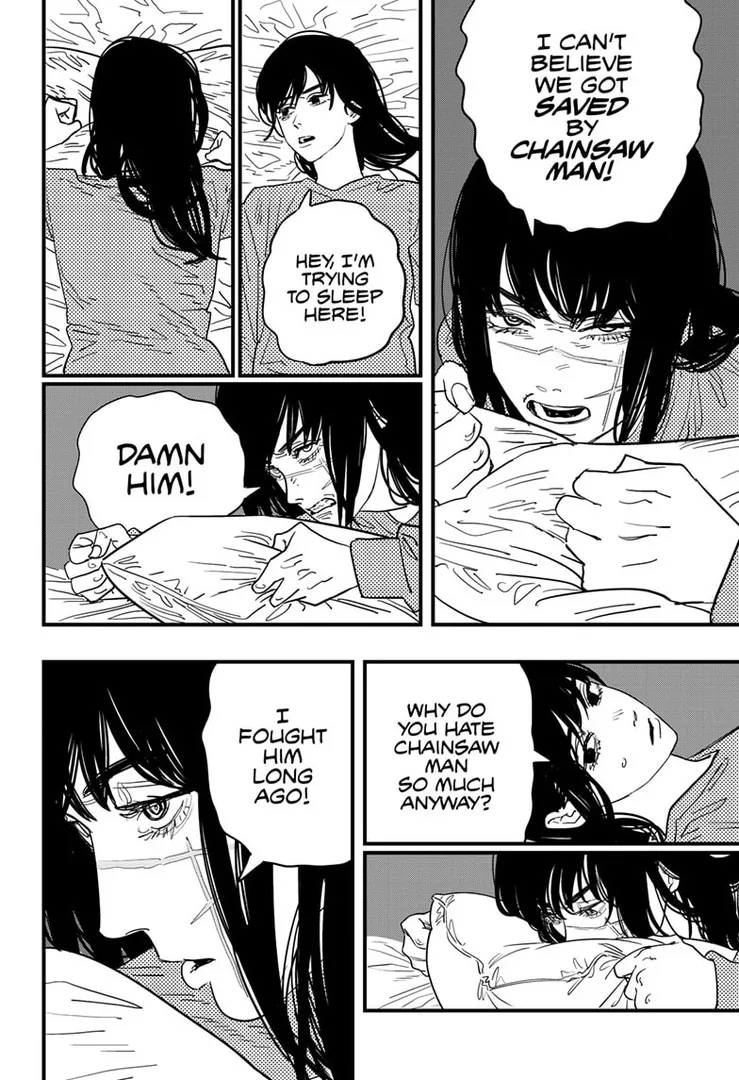 I CAN'T
BELIEVE
WE GOT
SAVED
BY
CHAINSAW
MAN!
HEY, I'M
TRYING
TO SLEEP
HERE!
DAMN
HIM!
WHY DO
YOU HATE
CHAINSAW
MAN
SO MUCH
ANYWAY?
I
FOUGHT
HIM
LONG
AGO!